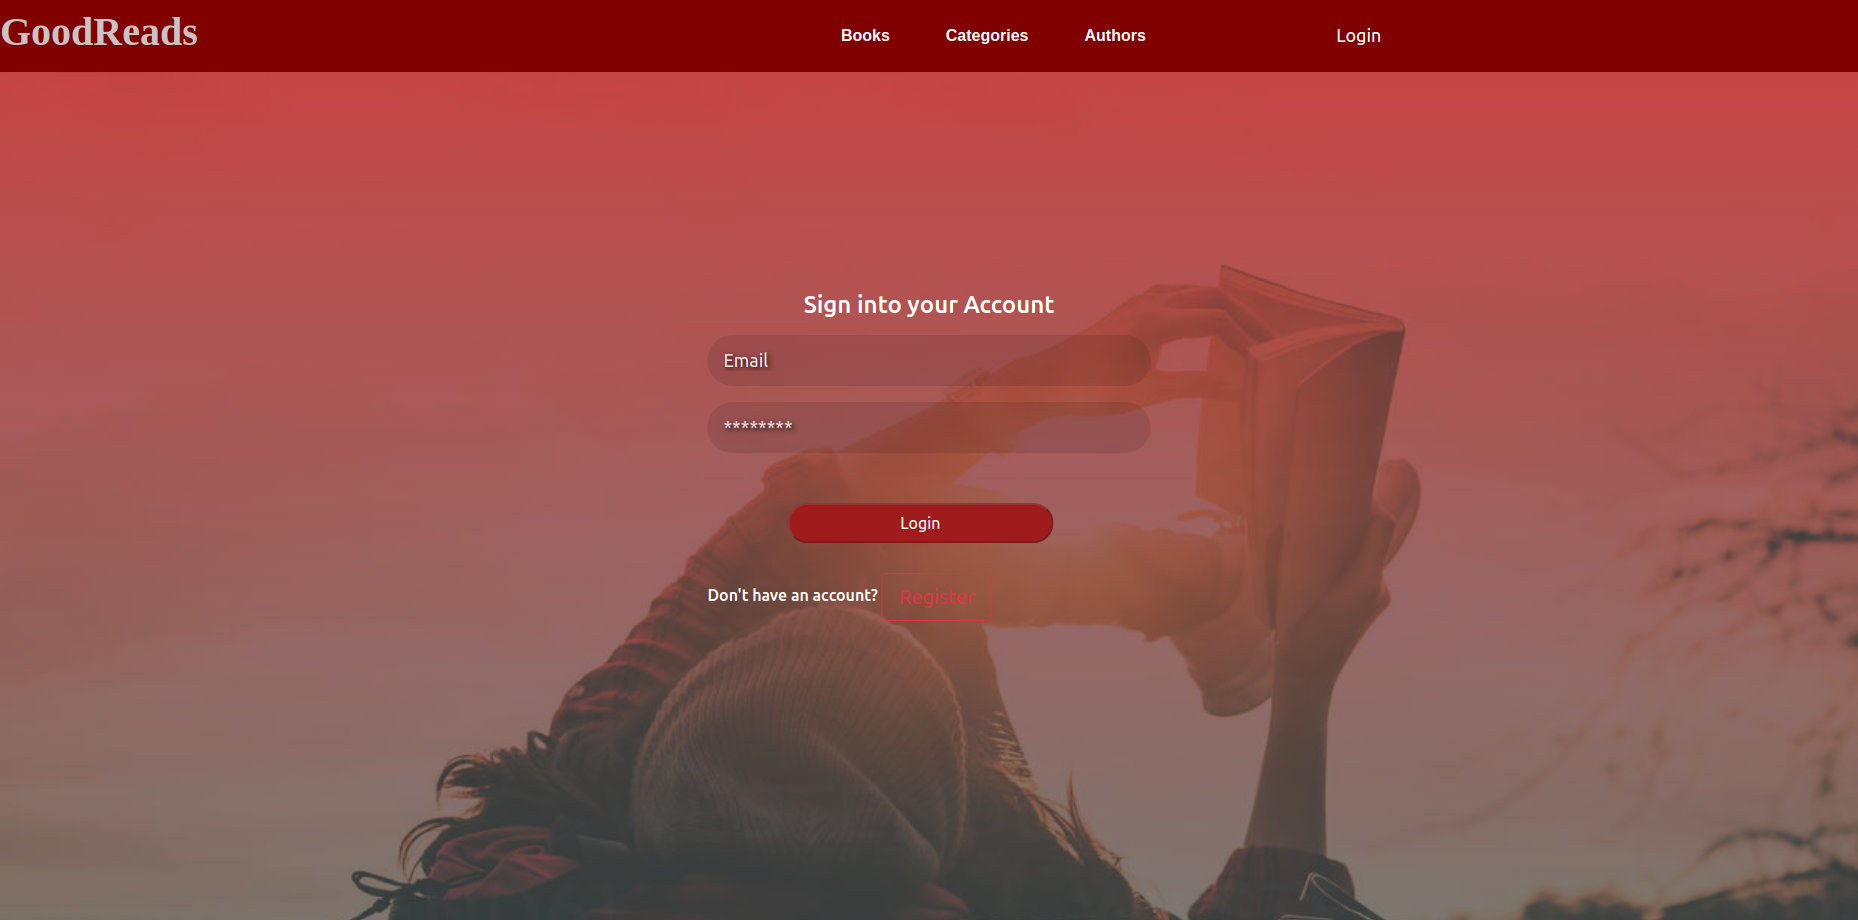 GoodReads
Books Categories Authors Login
Sign into your Account
Email
********
Login
Don't have an account? Register